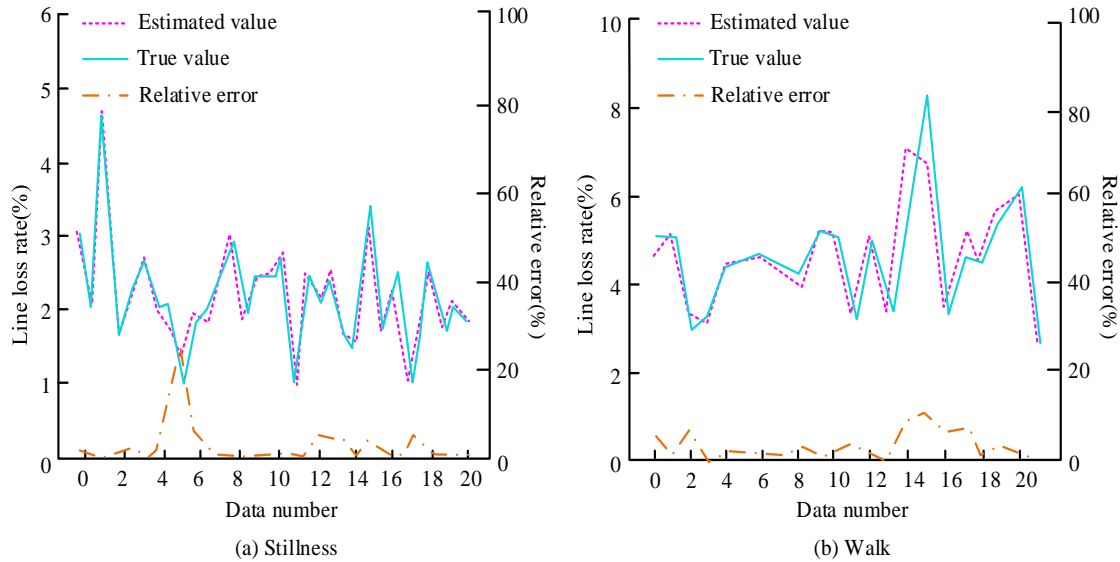 Estimated value
True value
Relative error
Line loss rate(%)
6
5
4
3
2
1
0
100
80
60
40
20
0
Relative error(%)
0 2 4 6 8 10 12 14 16 18 20
Data number
(a) Stillness
Estimated value
True value
Relative error
Line loss rate(%)
10
8
6
4
2
0
100
80
60
40
20
0
Relative error(%)
0 2 4 6 8 10 12 14 16 18 20
Data number
(b) Walk